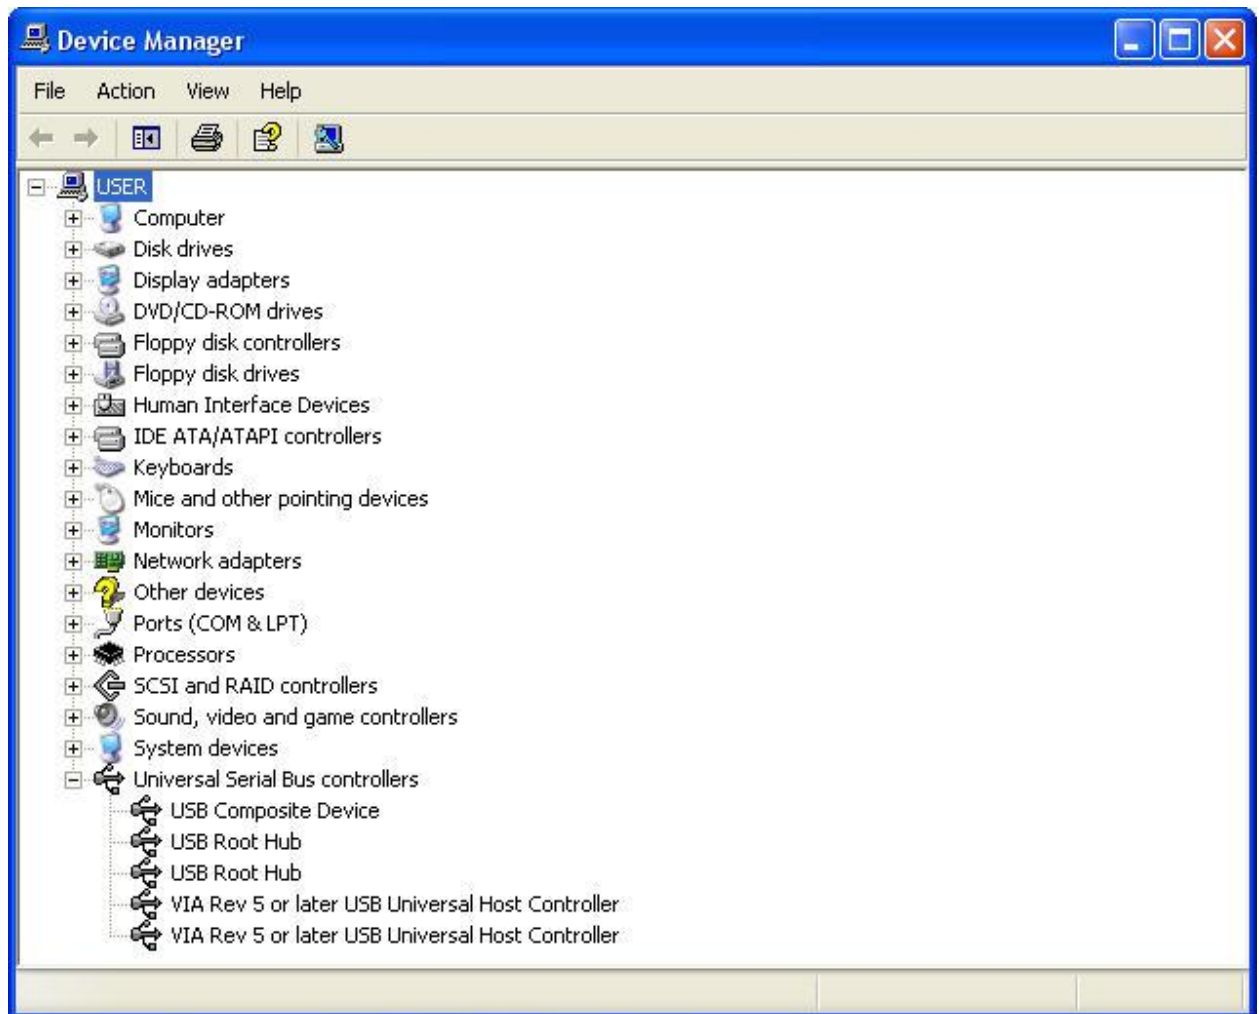 Device Manager
File Action View Help
USER
Computer
Disk drives
Display adapters
DVD/CD-ROM drives
Floppy disk controllers
Floppy disk drives
Human Interface Devices
IDE ATA/ATAPI controllers
Keyboards
Mice and other pointing devices
Monitors
Network adapters
Other devices
Ports (COM & LPT)
Processors
SCSI and RAID controllers
Sound, video and game controllers
System devices
Universal Serial Bus controllers
USB Composite Device
USB Root Hub
USB Root Hub
VIA Rev 5 or later USB Universal Host Controller
VIA Rev 5 or later USB Universal Host Controller